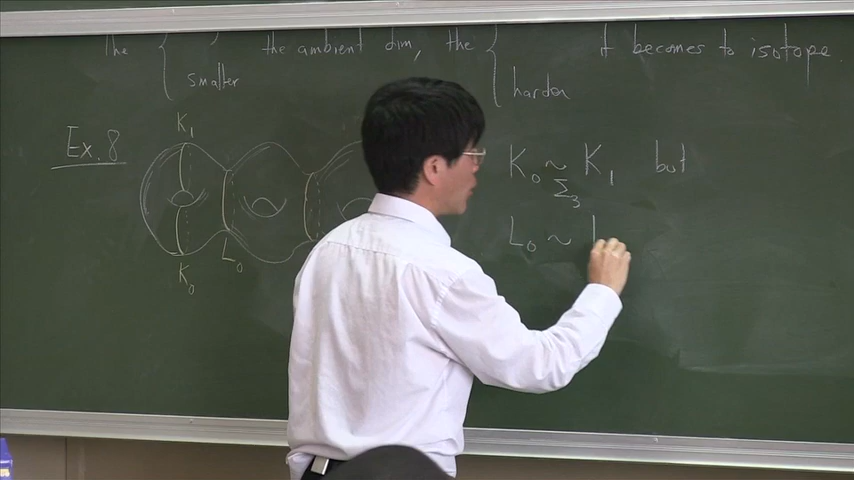 The { the ambient dim, the { it becomes to isotope.
smaller harder
Ex. 8
K₁
K₀
L₀
K₀ ~ K₁ but
Σ₃
L₀ ~